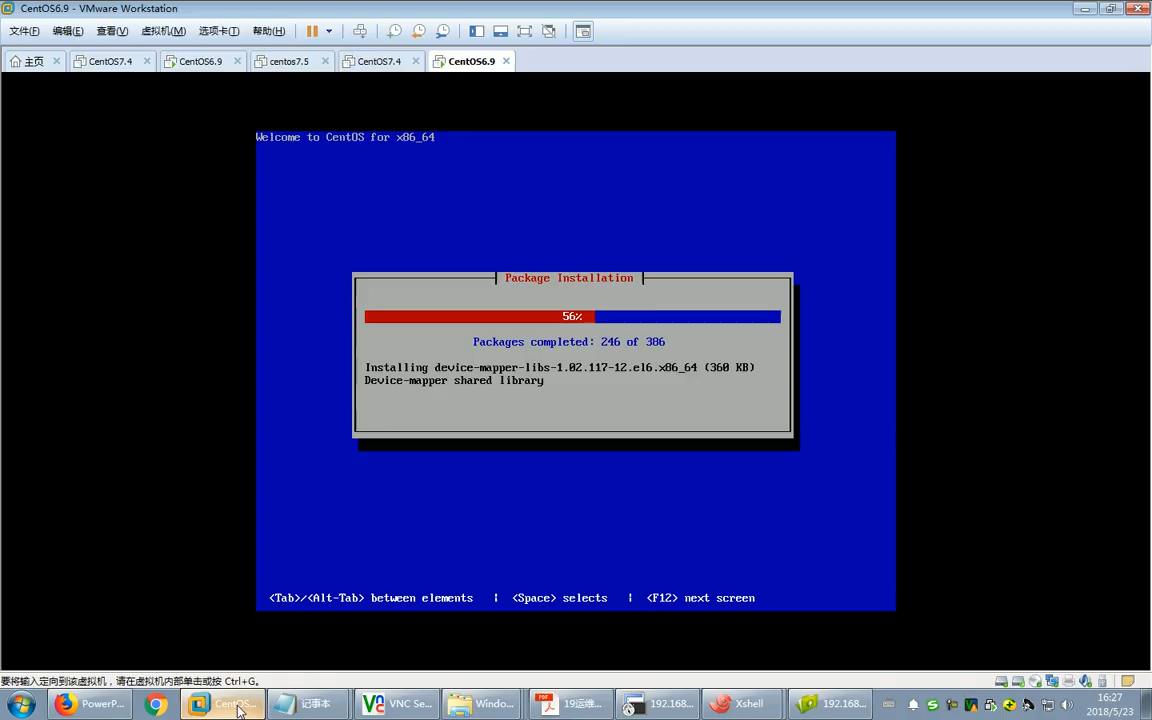 CentOS6.9 - VMware Workstation
文件(F) 编辑(E) 查看(V) 虚拟机(M) 选项卡(T) 帮助(H)
主页 CentOS7.4 CentOS6.9 centos7.5 CentOS7.4 CentOS6.9
Welcome to CentOS for x86_64
Package Installation
56%
Packages completed: 246 of 386
Installing device-mapper-libs-1.02.117-12.el6.x86_64 (360 KB)
Device-mapper shared library
<Tab>/<Alt-Tab> between elements | <Space> selects | <F12> next screen
要将输入定向到该虚拟机，请在虚拟机内部单击或按 Ctrl+G。
PowerP... CentOS... 记事本 VNC Se... Windo... 19运维... 192.168... Xshell 192.168...
16:27
2018/5/23